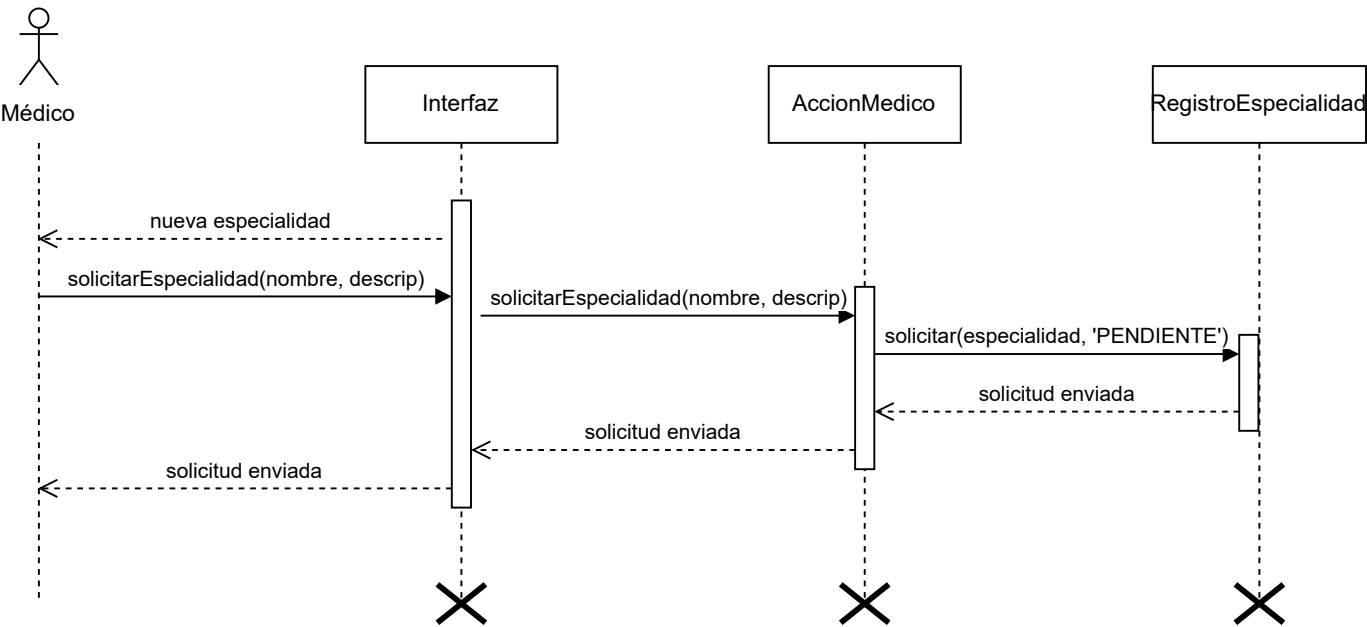 Médico
Interfaz
AccionMedico
RegistroEspecialidad
nueva especialidad
solicitarEspecialidad(nombre, descrip)
solicitarEspecialidad(nombre, descrip)
solicitar(especialidad, 'PENDIENTE')
solicitud enviada
solicitud enviada
solicitud enviada